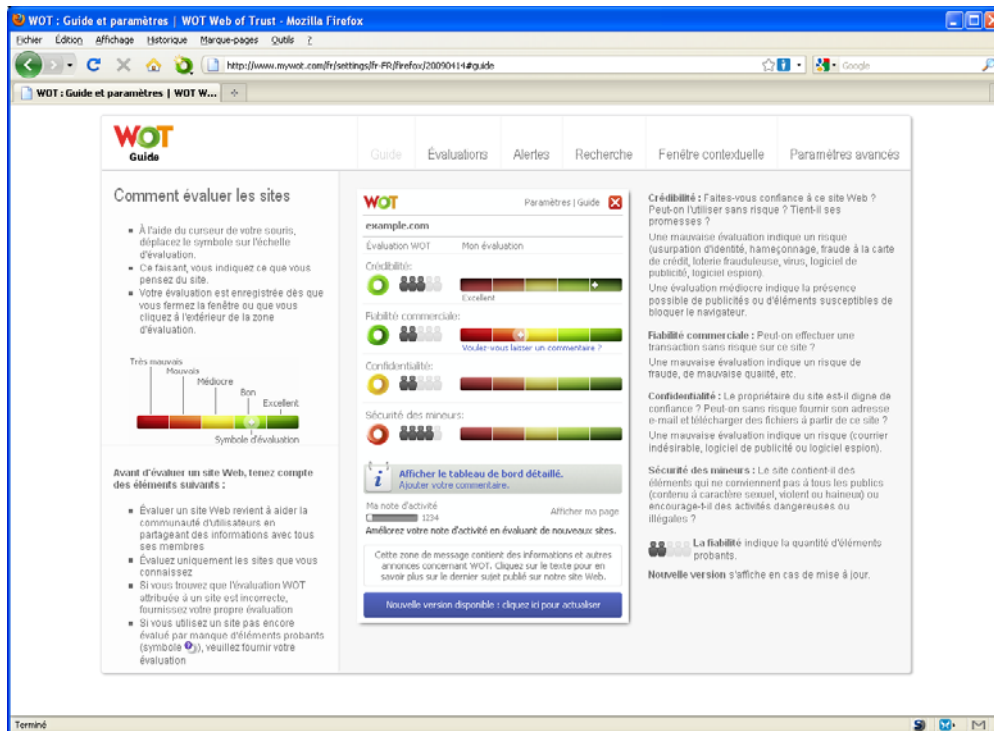 WOT : Guide et paramètres | WOT Web of Trust - Mozilla Firefox
Fichier Édition Affichage Historique Marque-pages Outils ?
http://www.mywot.com/fr/settings/fr-FR/firefox/20090414#guide
Google
WOT : Guide et paramètres | WOT W...
WOT
Guide
Guide Évaluations Alertes Recherche Fenêtre contextuelle Paramètres avancés
Comment évaluer les sites
À l'aide du curseur de votre souris,
déplacez le symbole sur l'échelle
d'évaluation.
Ce faisant, vous indiquez ce que vous
pensez du site.
Votre évaluation est enregistrée dès que
vous fermez la fenêtre ou que vous
cliquez à l'extérieur de la zone
d'évaluation.
Très mauvais
Mauvais
Médiocre
Bon
Excellent
Symbole d'évaluation
Avant d'évaluer un site Web, tenez compte
des éléments suivants :
Évaluer un site Web revient à aider la
communauté d'utilisateurs en
partageant des informations avec tous
ses membres
Évaluez uniquement les sites que vous
connaissez
Si vous trouvez que l'évaluation WOT
attribuée à un site est incorrecte,
fournissez votre propre évaluation
Si vous utilisez un site pas encore
évalué par manque d'éléments probants
(symbole ), veuillez fournir votre
évaluation
WOT
Paramètres | Guide
example.com
Évaluation WOT Mon évaluation
Crédibilité:
Excellent
Fiabilité commerciale:
Voulez-vous laisser un commentaire ?
Confidentialité:
Sécurité des mineurs:
Afficher le tableau de bord détaillé.
Ajouter votre commentaire.
Ma note d'activité
1234
Afficher ma page
Améliorez votre note d'activité en évaluant de nouveaux sites.
Cette zone de message contient des informations et autres
annonces concernant WOT. Cliquez sur le texte pour en
savoir plus sur le dernier sujet publié sur notre site Web.
Nouvelle version disponible : cliquez ici pour actualiser
Crédibilité : Faites-vous confiance à ce site Web ?
Peut-on l'utiliser sans risque ? Tient-il ses
promesses ?
Une mauvaise évaluation indique un risque
(usurpation d'identité, hameçonnage, fraude à la carte
de crédit, loterie frauduleuse, virus, logiciel de
publicité, logiciel espion).
Une évaluation médiocre indique la présence
possible de publicités ou d'éléments susceptibles de
bloquer le navigateur.
Fiabilité commerciale : Peut-on effectuer une
transaction sans risque sur ce site ?
Une mauvaise évaluation indique un risque de
fraude, de mauvaise qualité, etc.
Confidentialité : Le propriétaire du site est-il digne de
confiance ? Peut-on sans risque fournir son adresse
e-mail et télécharger des fichiers à partir de ce site ?
Une mauvaise évaluation indique un risque (courrier
indésirable, logiciel de publicité ou logiciel espion).
Sécurité des mineurs : Le site contient-il des
éléments qui ne conviennent pas à tous les publics
(contenu à caractère sexuel, violent ou haineux) ou
encourage-t-il des activités dangereuses ou
illégales ?
La fiabilité indique la quantité d'éléments
probants.
Nouvelle version s'affiche en cas de mise à jour.
Terminé